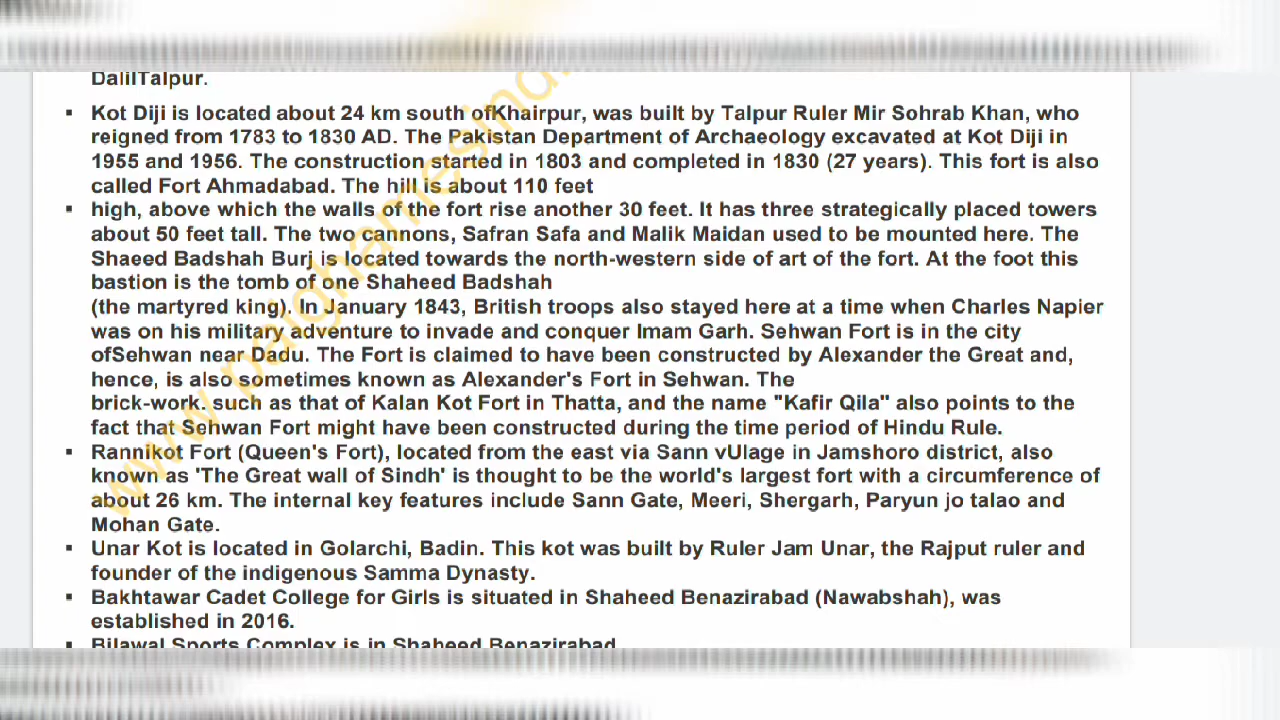 DalilTalpur.
▪ Kot Diji is located about 24 km south ofKhairpur, was built by Talpur Ruler Mir Sohrab Khan, who
reigned from 1783 to 1830 AD. The Pakistan Department of Archaeology excavated at Kot Diji in
1955 and 1956. The construction started in 1803 and completed in 1830 (27 years). This fort is also
called Fort Ahmadabad. The hill is about 110 feet
▪ high, above which the walls of the fort rise another 30 feet. It has three strategically placed towers
about 50 feet tall. The two cannons, Safran Safa and Malik Maidan used to be mounted here. The
Shaeed Badshah Burj is located towards the north-western side of art of the fort. At the foot this
bastion is the tomb of one Shaheed Badshah
(the martyred king). In January 1843, British troops also stayed here at a time when Charles Napier
was on his military adventure to invade and conquer Imam Garh. Sehwan Fort is in the city
ofSehwan near Dadu. The Fort is claimed to have been constructed by Alexander the Great and,
hence, is also sometimes known as Alexander's Fort in Sehwan. The
brick-work. such as that of Kalan Kot Fort in Thatta, and the name "Kafir Qila" also points to the
fact that Sehwan Fort might have been constructed during the time period of Hindu Rule.
▪ Rannikot Fort (Queen's Fort), located from the east via Sann vUlage in Jamshoro district, also
known as 'The Great wall of Sindh' is thought to be the world's largest fort with a circumference of
about 26 km. The internal key features include Sann Gate, Meeri, Shergarh, Paryun jo talao and
Mohan Gate.
▪ Unar Kot is located in Golarchi, Badin. This kot was built by Ruler Jam Unar, the Rajput ruler and
founder of the indigenous Samma Dynasty.
▪ Bakhtawar Cadet College for Girls is situated in Shaheed Benazirabad (Nawabshah), was
established in 2016.
▪ Bilawal Sports Complex is in Shaheed Benazirabad
www.paighamesind.